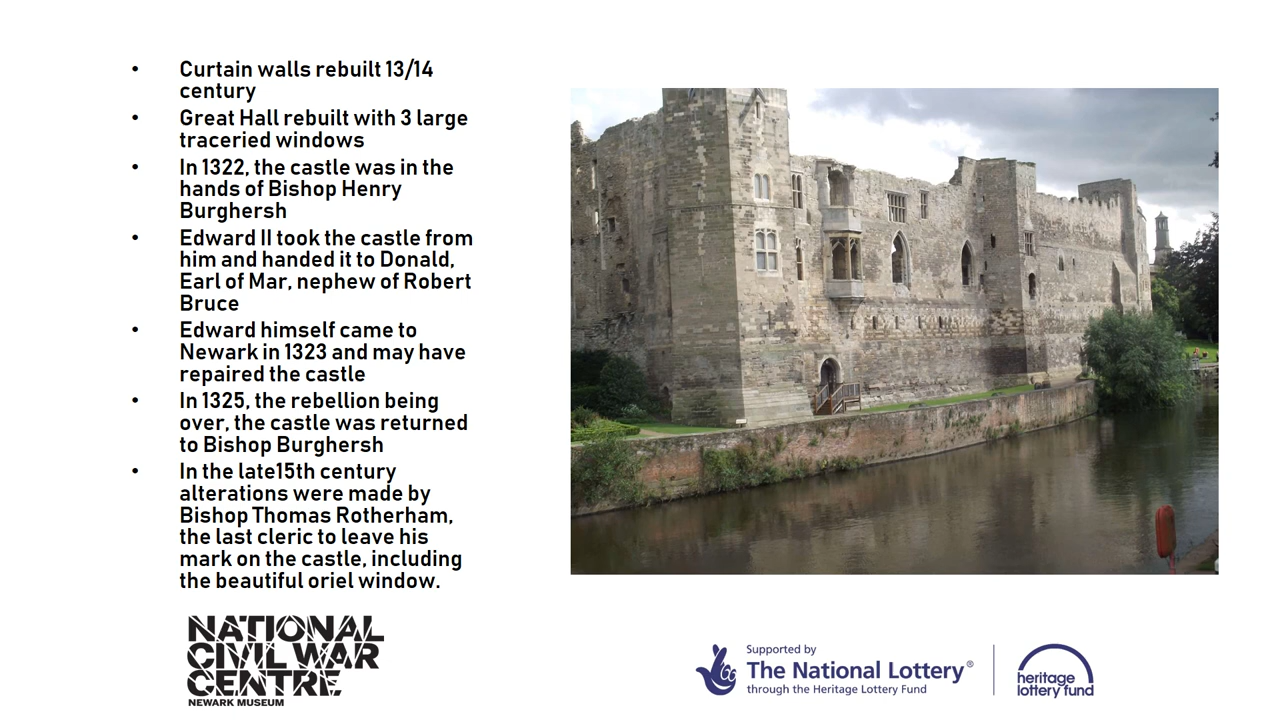 • Curtain walls rebuilt 13/14
century
• Great Hall rebuilt with 3 large
traceried windows
• In 1322, the castle was in the
hands of Bishop Henry
Burghersh
• Edward II took the castle from
him and handed it to Donald,
Earl of Mar, nephew of Robert
Bruce
• Edward himself came to
Newark in 1323 and may have
repaired the castle
• In 1325, the rebellion being
over, the castle was returned
to Bishop Burghersh
• In the late15th century
alterations were made by
Bishop Thomas Rotherham,
the last cleric to leave his
mark on the castle, including
the beautiful oriel window.
NATIONAL
CIVIL WAR
CENTRE
NEWARK MUSEUM
Supported by
The National Lottery®
through the Heritage Lottery Fund
heritage
lottery fund